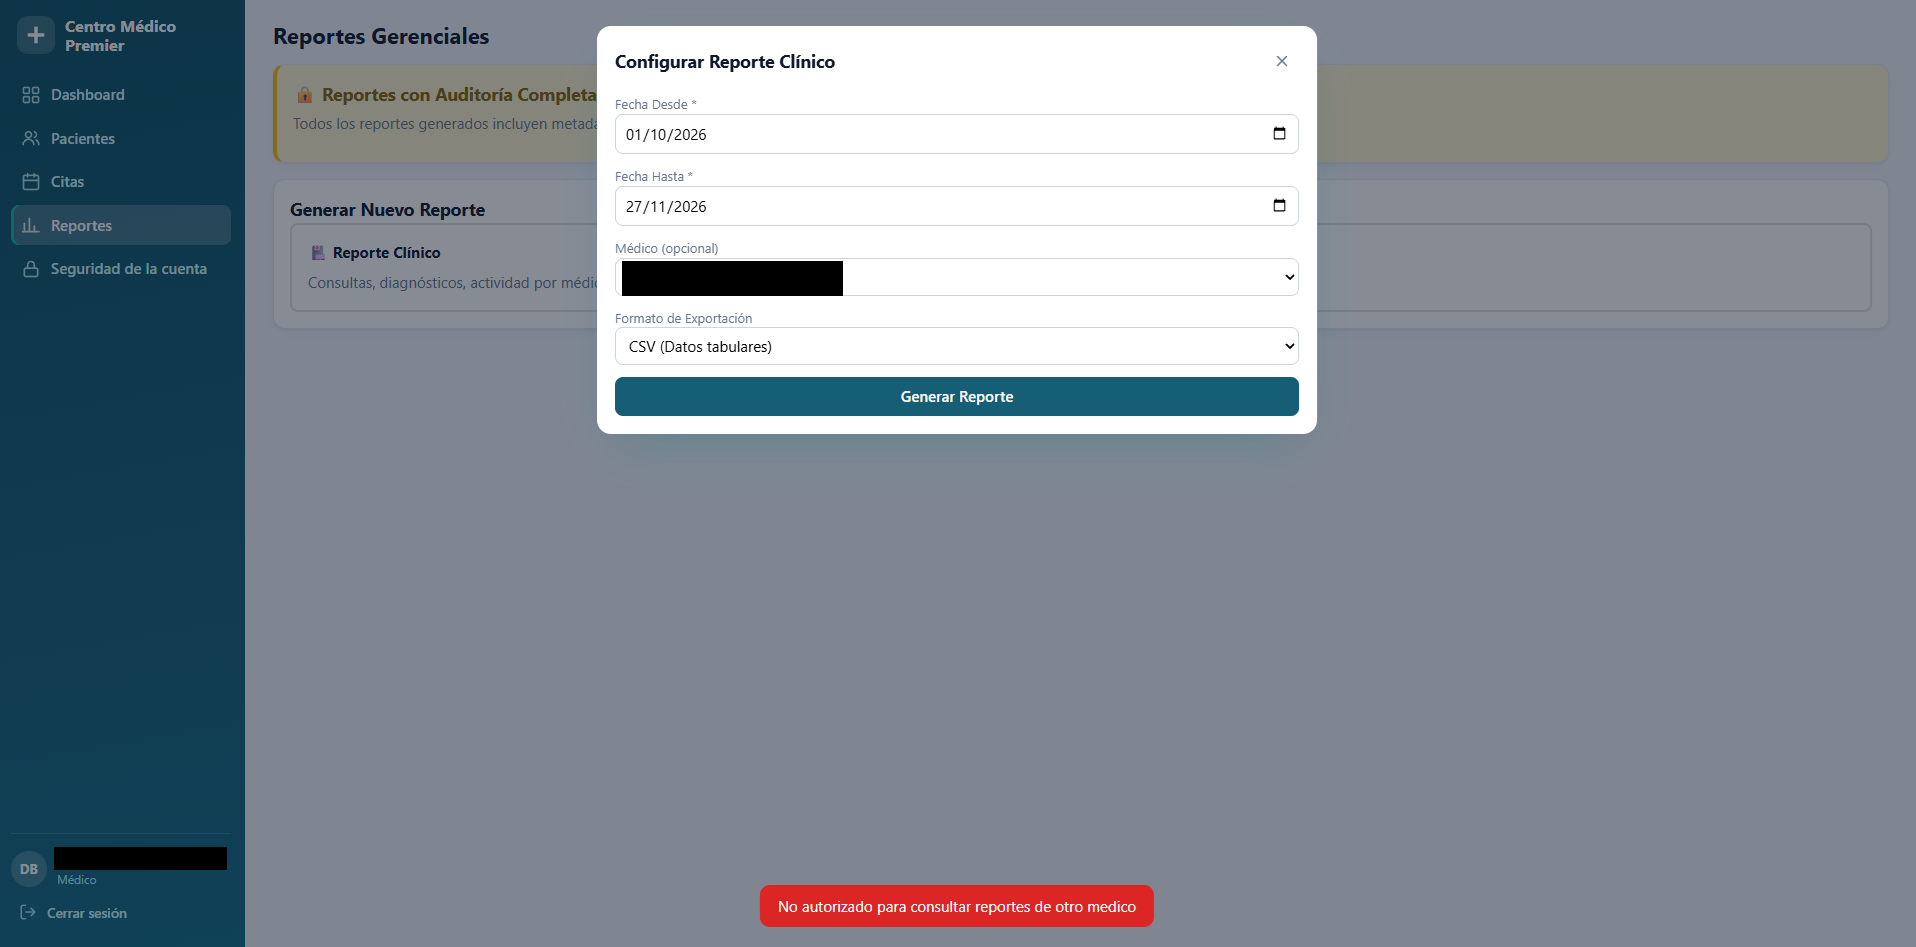 Centro Médico
Premier
Dashboard
Pacientes
Citas
Reportes
Seguridad de la cuenta
DB
Médico
Cerrar sesión
Reportes Gerenciales
Reportes con Auditoría Completa
Todos los reportes generados incluyen
Generar Nuevo Reporte
Reporte Clínico
Consultas, diagnósticos, actividad por
Configurar Reporte Clínico
Fecha Desde *
01/10/2026
Fecha Hasta *
27/11/2026
Médico (opcional)
Formato de Exportación
CSV (Datos tabulares)
Generar Reporte
No autorizado para consultar reportes de otro medico